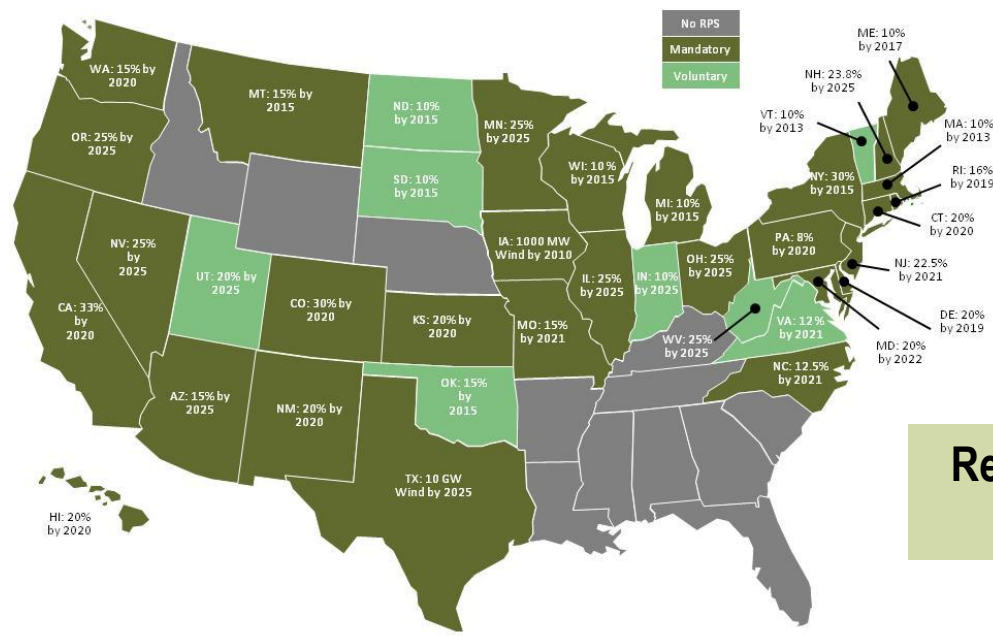 No RPS
Mandatory
Voluntary
ME: 10%
by 2017
NH: 23.8%
by 2025
VT: 10%
by 2013
MA: 10%
by 2013
RI: 16%
by 2019
CT: 20%
by 2020
NJ: 22.5%
by 2021
DE: 20%
by 2019
MD: 20%
by 2022
WA: 15% by
2020
MT: 15% by
2015
ND: 10%
by 2015
MN: 25%
by 2025
OR: 25% by
2025
SD: 10%
by 2015
WI: 10 %
by 2015
MI: 10%
by 2015
NY: 30%
by 2015
NV: 25%
by
2025
UT: 20% by
2025
IA: 1000 MW
Wind by 2010
PA: 8%
by 2020
CA: 33%
by
2020
CO: 30% by
2020
KS: 20% by
2020
MO: 15%
by 2021
IL: 25%
by 2025
IN: 10%
by 2025
OH: 25%
by 2025
WV: 25%
by 2025
VA: 12%
by 2021
NC: 12.5%
by 2021
AZ: 15% by
2025
NM: 20% by
2020
OK: 15%
by
2015
TX: 10 GW
Wind by 2025
HI: 20%
by 2020
Re